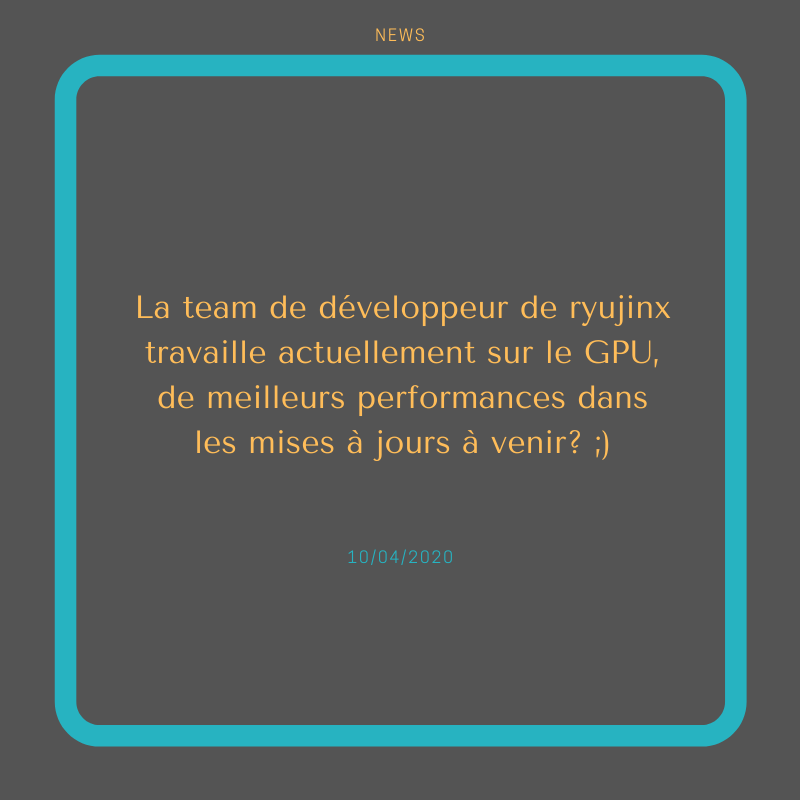 NEWS
La team de développeur de ryujinx
travaille actuellement sur le GPU,
de meilleurs performances dans
les mises à jours à venir? ;)
10/04/2020